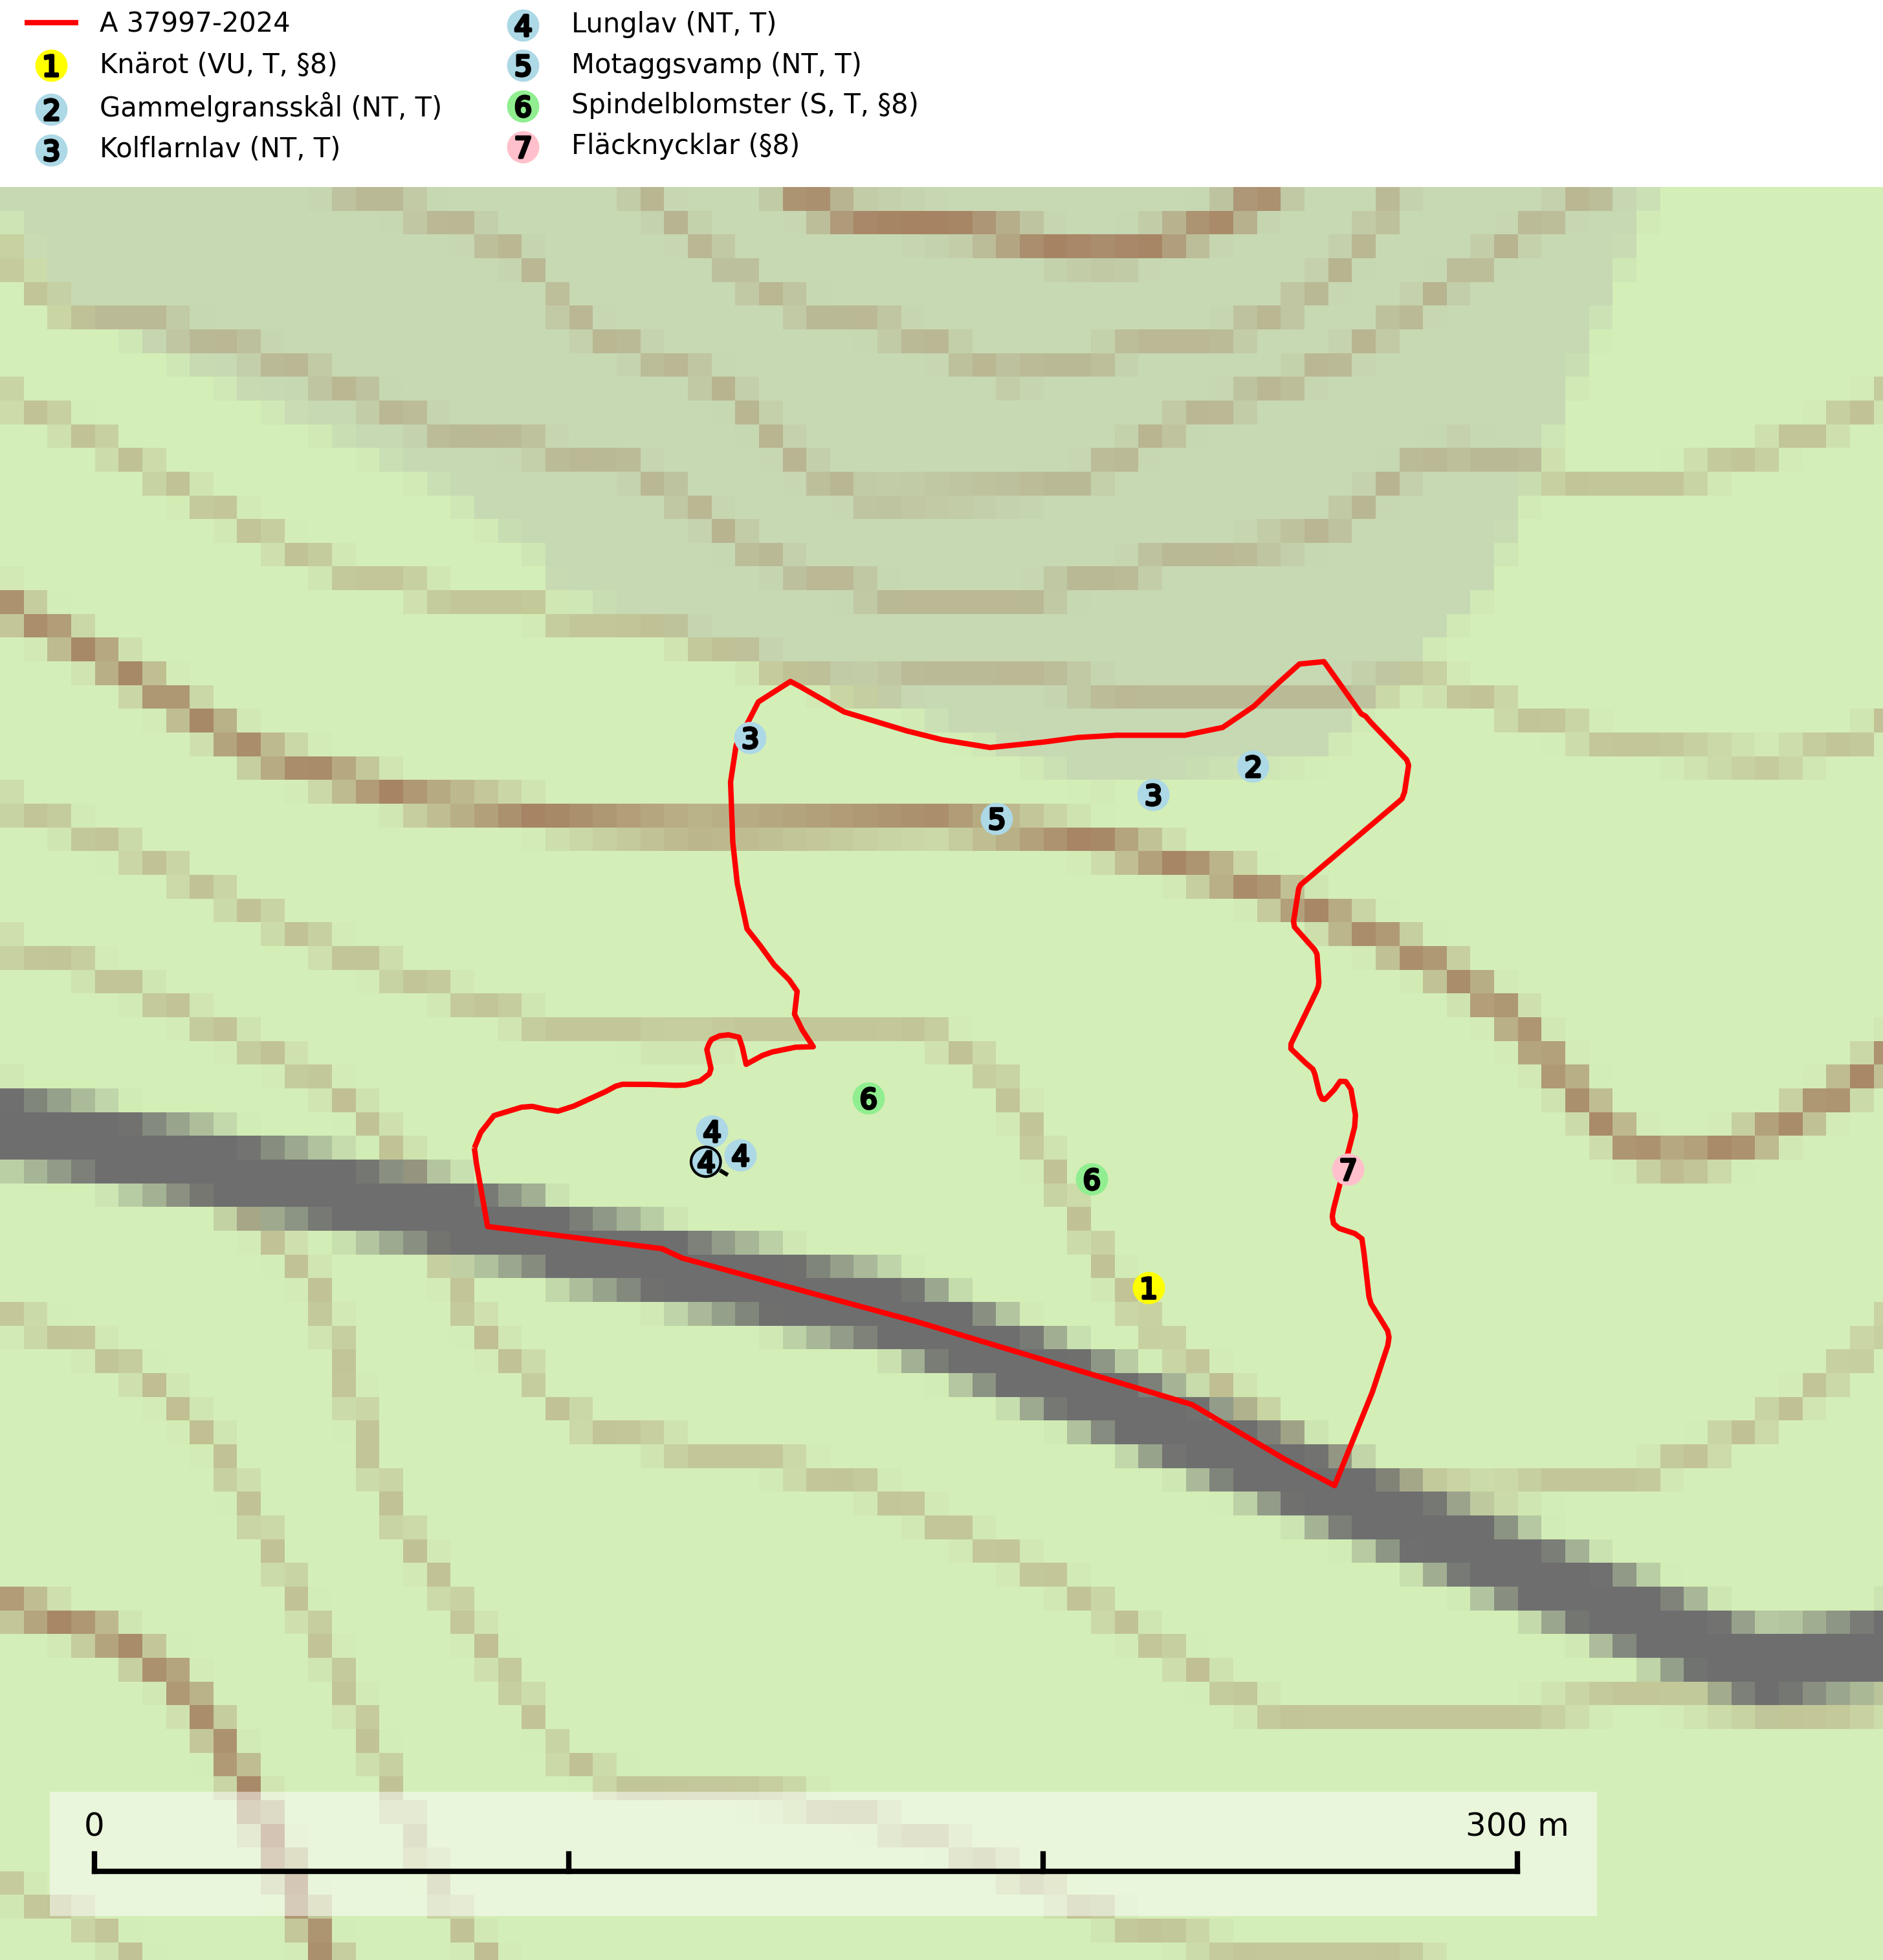 A 37997-2024
1 Knärot (VU, T, §8)
2 Gammelgransskål (NT, T)
3 Kolflarnlav (NT, T)
4 Lunglav (NT, T)
5 Motaggsvamp (NT, T)
6 Spindelblomster (S, T, §8)
7 Fläcknycklar (§8)
3
2
3
5
6
4
4
4
6
7
1
0 300 m